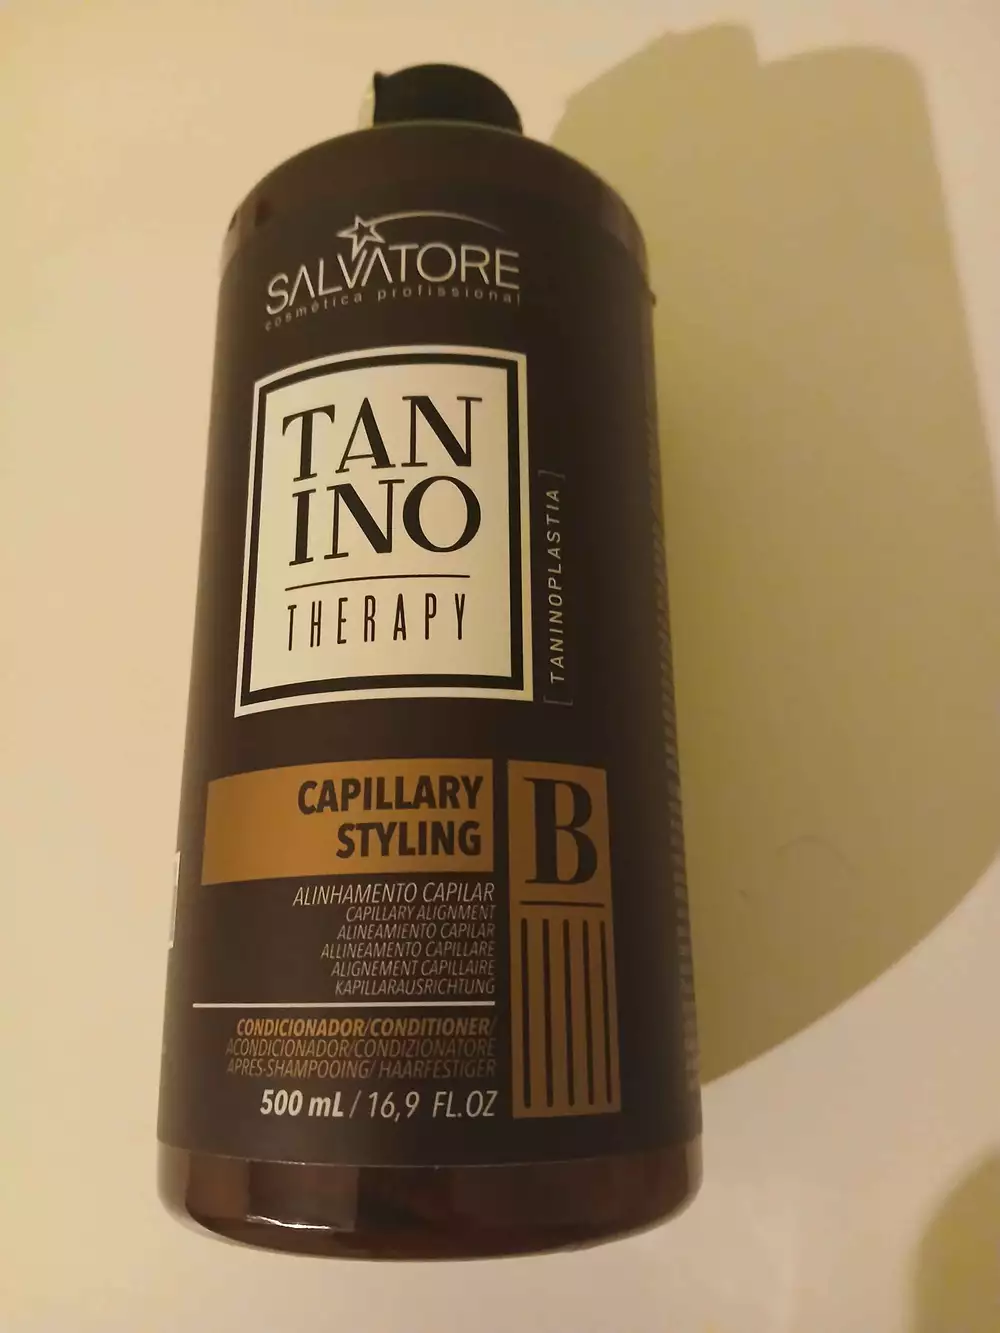 SALVATORE
cosmética profissional
TAN
INO
THERAPY
[ TANINOPLASTIA ]
CAPILLARY
STYLING
B
ALINHAMENTO CAPILAR
CAPILLARY ALIGNMENT
ALINEAMIENTO CAPILAR
ALLINEAMENTO CAPILLARE
ALIGNEMENT CAPILLAIRE
KAPILLARAUSRICHTUNG
CONDICIONADOR/CONDITIONER/
ACONDICIONADOR/CONDIZIONATORE
APRES-SHAMPOOING/ HAARFESTIGER
500 mL / 16,9 FL.OZ